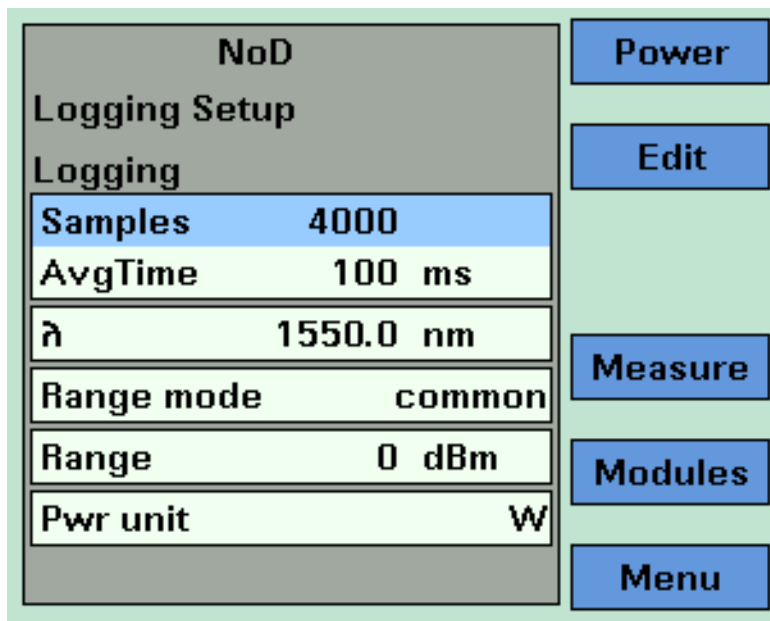 NoD
Logging Setup
Logging
Samples 4000
AvgTime 100 ms
λ 1550.0 nm
Range mode common
Range 0 dBm
Pwr unit W
Power
Edit
Measure
Modules
Menu